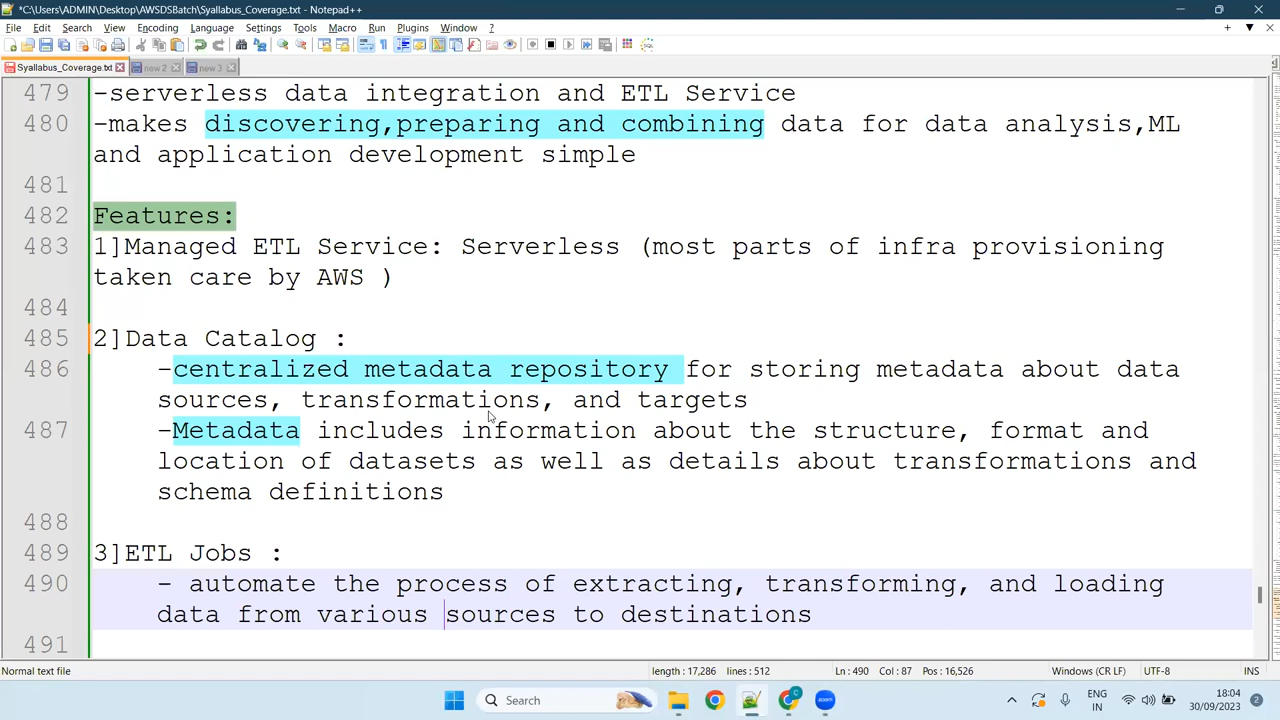 *C:\Users\ADMIN\Desktop\AWSDSBatch\Syallabus_Coverage.txt - Notepad++
File Edit Search View Encoding Language Settings Tools Macro Run Plugins Window ?
Syallabus_Coverage.txt new 2 new 3
479 -serverless data integration and ETL Service
480 -makes discovering,preparing and combining data for data analysis,ML
and application development simple
481
482 Features:
483 1]Managed ETL Service: Serverless (most parts of infra provisioning
taken care by AWS )
484
485 2]Data Catalog :
486 -centralized metadata repository for storing metadata about data
sources, transformations, and targets
487 -Metadata includes information about the structure, format and
location of datasets as well as details about transformations and
schema definitions
488
489 3]ETL Jobs :
490 - automate the process of extracting, transforming, and loading
data from various sources to destinations
491
Normal text file length : 17,286 lines : 512 Ln : 490 Col : 87 Pos : 16,526 Windows (CR LF) UTF-8 INS
Search zoom ENG IN 18:04 30/09/2023 2